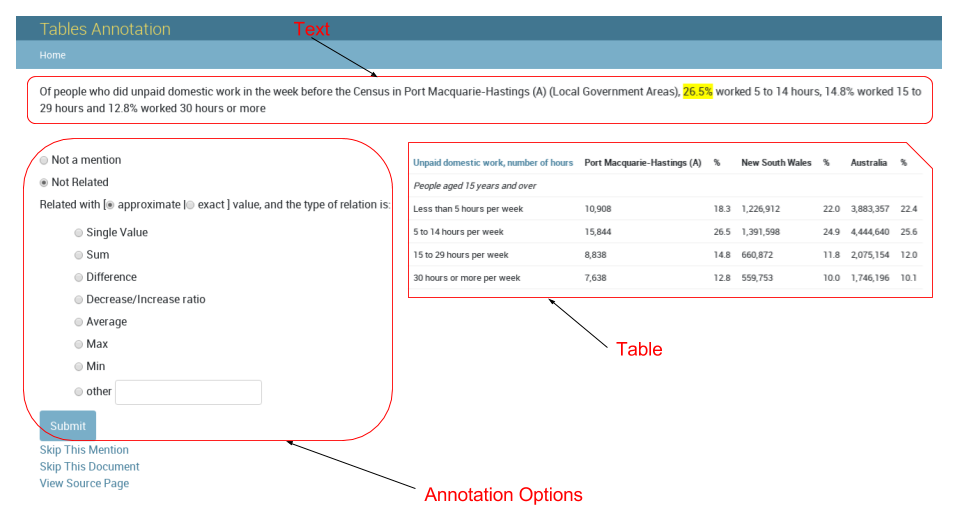 Tables Annotation
Text
Home
Of people who did unpaid domestic work in the week before the Census in Port Macquarie-Hastings (A) (Local Government Areas), 26.5% worked 5 to 14 hours, 14.8% worked 15 to
29 hours and 12.8% worked 30 hours or more
Not a mention
Not Related
Related with [ approximate | exact ] value, and the type of relation is:
Single Value
Sum
Difference
Decrease/Increase ratio
Average
Max
Min
other
Submit
Skip This Mention
Skip This Document
View Source Page
Unpaid domestic work, number of hours Port Macquarie-Hastings (A) % New South Wales % Australia %
People aged 15 years and over
Less than 5 hours per week 10,908 18.3 1,226,912 22.0 3,883,357 22.4
5 to 14 hours per week 15,844 26.5 1,391,598 24.9 4,444,640 25.6
15 to 29 hours per week 8,838 14.8 660,872 11.8 2,075,154 12.0
30 hours or more per week 7,638 12.8 559,753 10.0 1,746,196 10.1
Table
Annotation Options